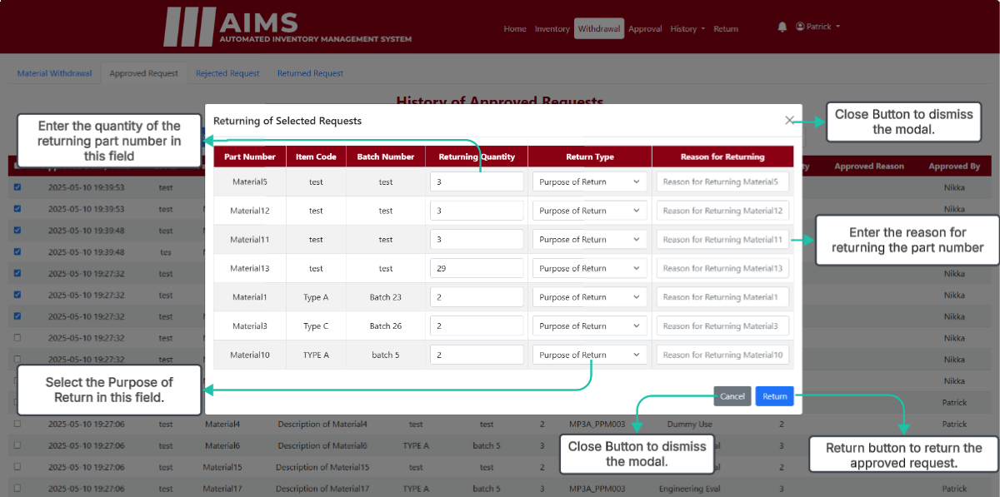 AIMS
AUTOMATED INVENTORY MANAGEMENT SYSTEM
Home Inventory Withdrawal Approval History Return Patrick
Material Withdrawal Approved Request Rejected Request Returned Request
History of Approved Requests
Returning of Selected Requests
Close Button to dismiss
the modal.
Enter the quantity of the
returning part number in
this field
Part Number Item Code Batch Number Returning Quantity Return Type Reason for Returning
Approved Reason Approved By
Material5 test test 3 Purpose of Return Reason for Returning Material5
2025-05-10 19:39:53 test Nikka
Material12 test test 3 Purpose of Return Reason for Returning Material12
2025-05-10 19:39:53 test Nikka
Material11 test test 3 Purpose of Return Reason for Returning Material11
2025-05-10 19:39:48 test
Enter the reason for
returning the part number
2025-05-10 19:39:48 tes
Material13 test test 29 Purpose of Return Reason for Returning Material13
2025-05-10 19:27:32 test Nikka
Material1 Type A Batch 23 2 Purpose of Return Reason for Returning Material1
2025-05-10 19:27:32 test Nikka
2025-05-10 19:27:32 test Nikka
Material3 Type C Batch 26 2 Purpose of Return Reason for Returning Material3
2025-05-10 19:27:32 test Nikka
Material10 TYPE A batch 5 2 Purpose of Return Reason for Returning Material10
2025-05-10 19:27:32 test Nikka
Nikka
Select the Purpose of
Return in this field.
Cancel Return
Patrick
2025-05-10 19:27:06 test Material4 Description of Material4 test test 2 MP3A_PPM003 Dummy Use 2 Patrick
2025-05-10 19:27:06 test Material6 Description of Material6 TYPE A batch 5 3 3
Close Button to dismiss
the modal.
Return button to return the
approved request.
2025-05-10 19:27:06 test Material15 Description of Material15 test test 2 2
2025-05-10 19:27:06 test Material17 Description of Material17 TYPE A batch 5 3 MP3A_PPM003 Engineering Eval 3 Patrick